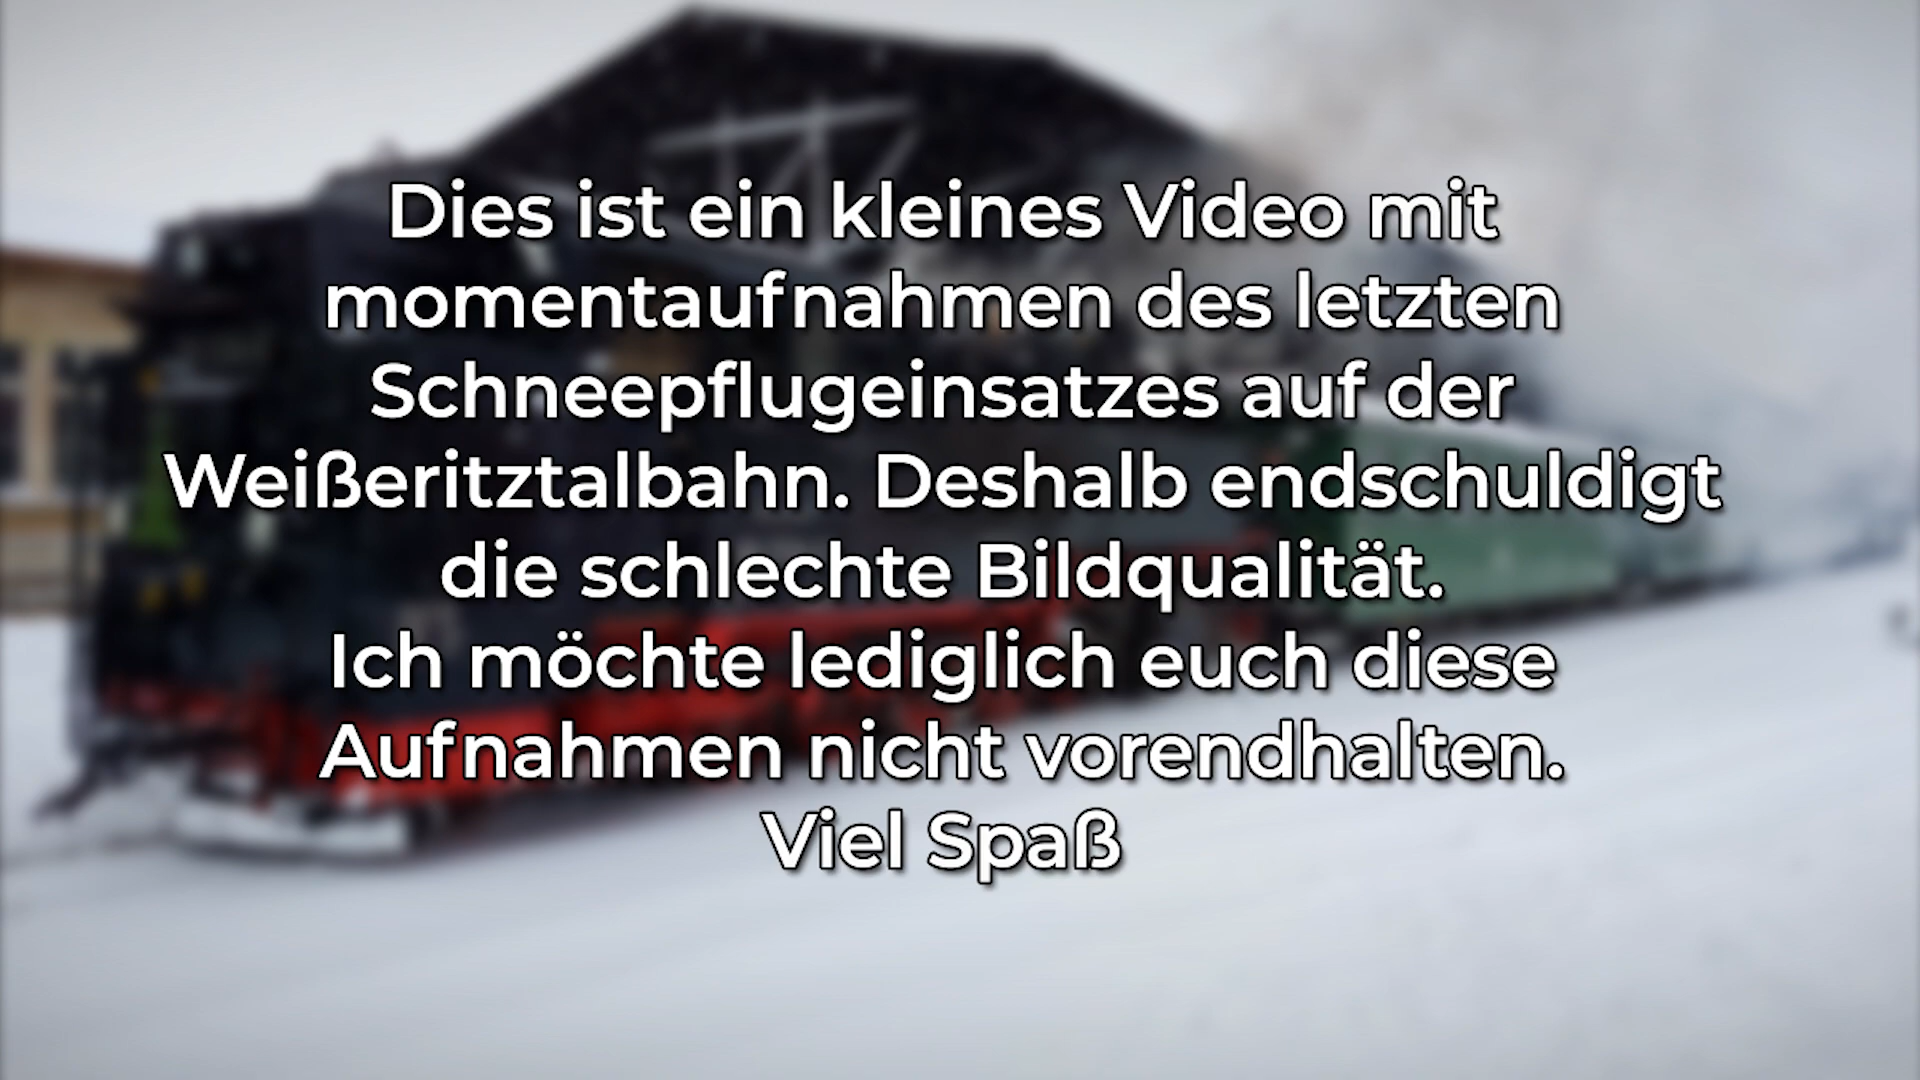 Dies ist ein kleines Video mit
momentaufnahmen des letzten
Schneepflugeinsatzes auf der
Weißeritztalbahn. Deshalb endschuldigt
die schlechte Bildqualität.
Ich möchte lediglich euch diese
Aufnahmen nicht vorendhalten.
Viel Spaß